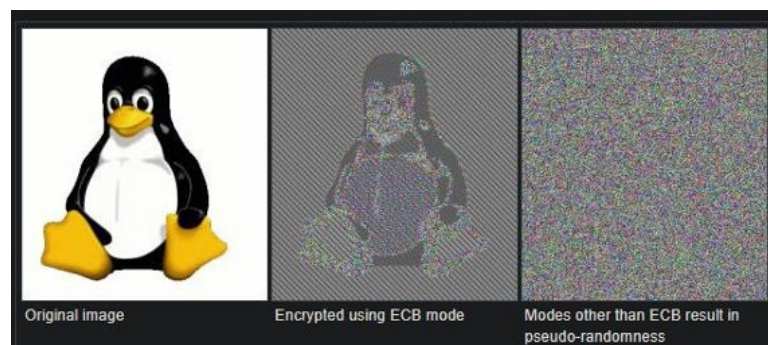 Original image
Encrypted using ECB mode
Modes other than ECB result in
pseudo-randomness